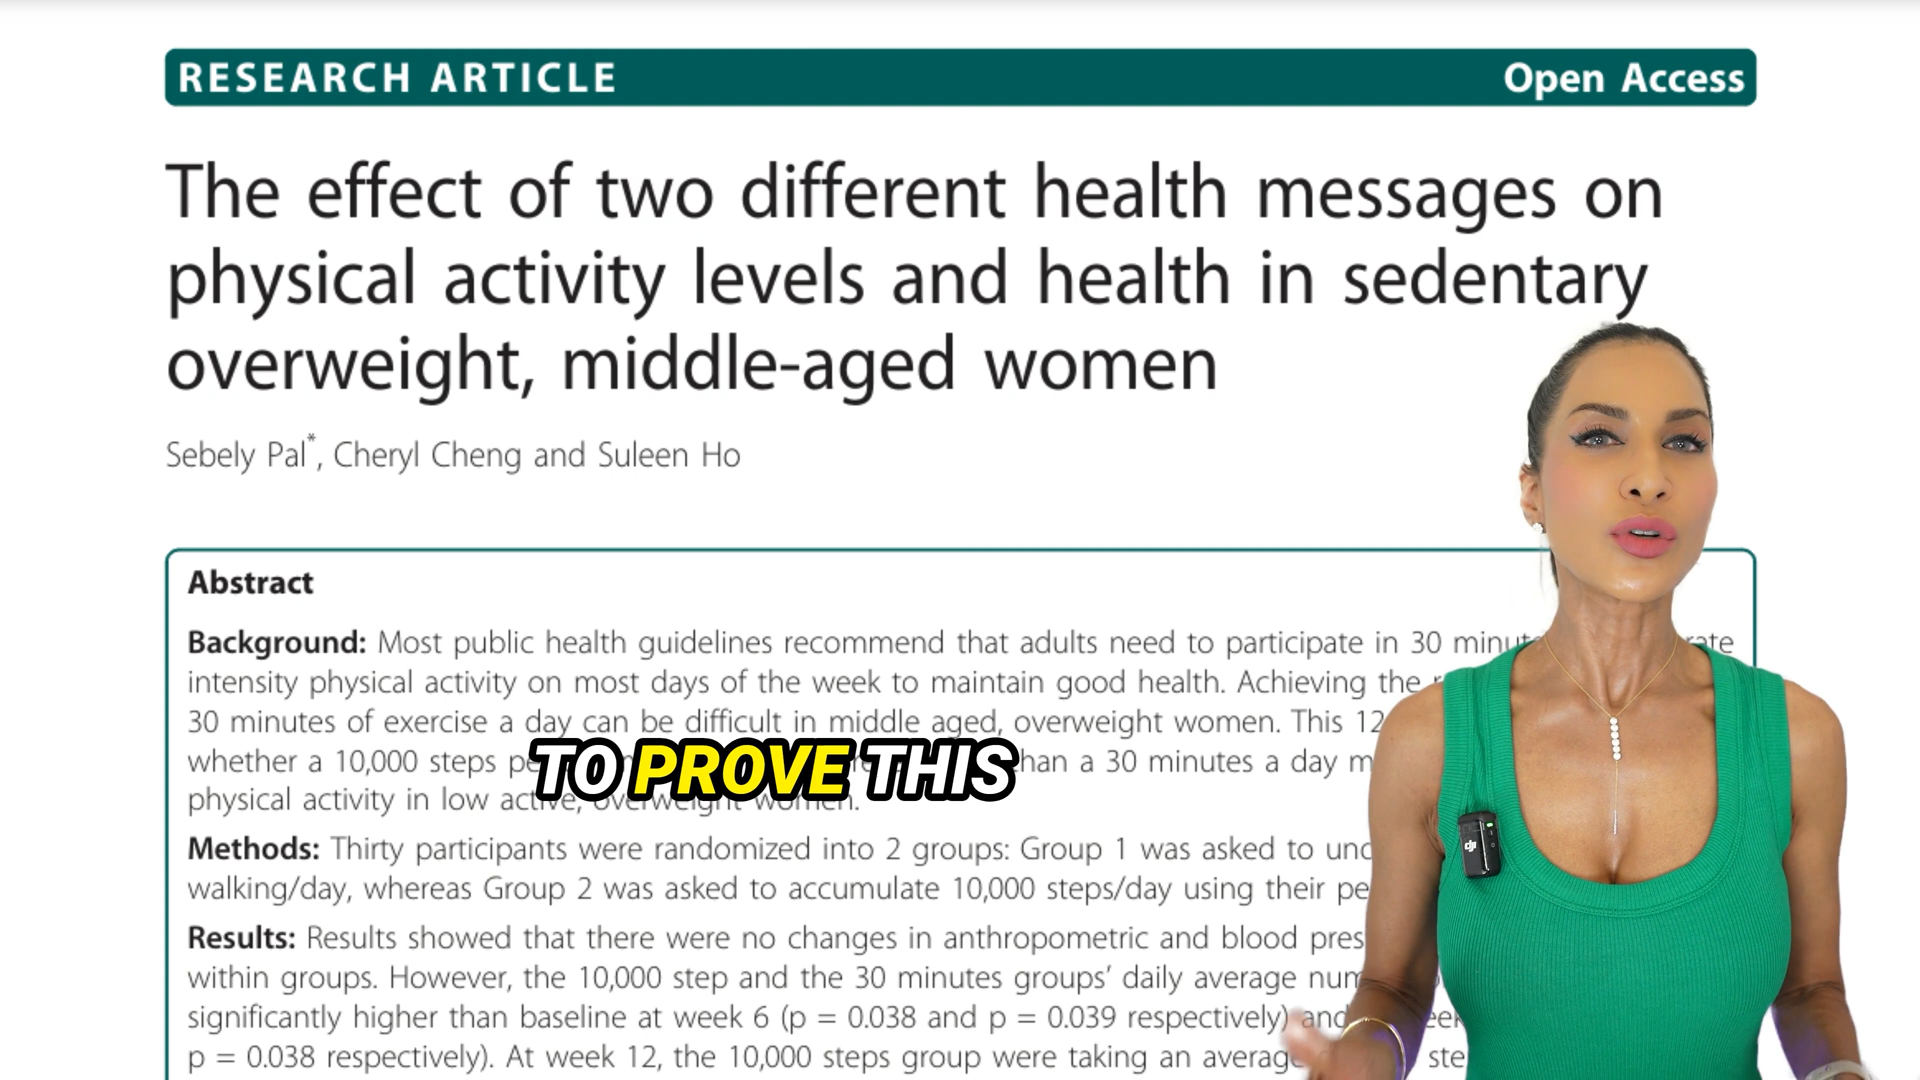 RESEARCH ARTICLE
Open Access
The effect of two different health messages on
physical activity levels and health in sedentary
overweight, middle-aged women
Sebely Pal*, Cheryl Cheng and Suleen Ho
Abstract
Background: Most public health guidelines recommend that adults need to participate in 30
intensity physical activity on most days of the week to maintain good health. Achieving the
30 minutes of exercise a day can be difficult in middle aged, overweight women. This 12
whether a 10,000 steps than a 30 minutes a day
physical activity in low active, overweight women.
TO PROVE THIS
Methods: Thirty participants were randomized into 2 groups: Group 1 was asked to
walking/day, whereas Group 2 was asked to accumulate 10,000 steps/day using their
Results: Results showed that there were no changes in anthropometric and blood
within groups. However, the 10,000 step and the 30 minutes groups' daily average
significantly higher than baseline at week 6 (p = 0.038 and p = 0.039 respectively) and
p = 0.038 respectively). At week 12, the 10,000 steps group were taking an average
dji